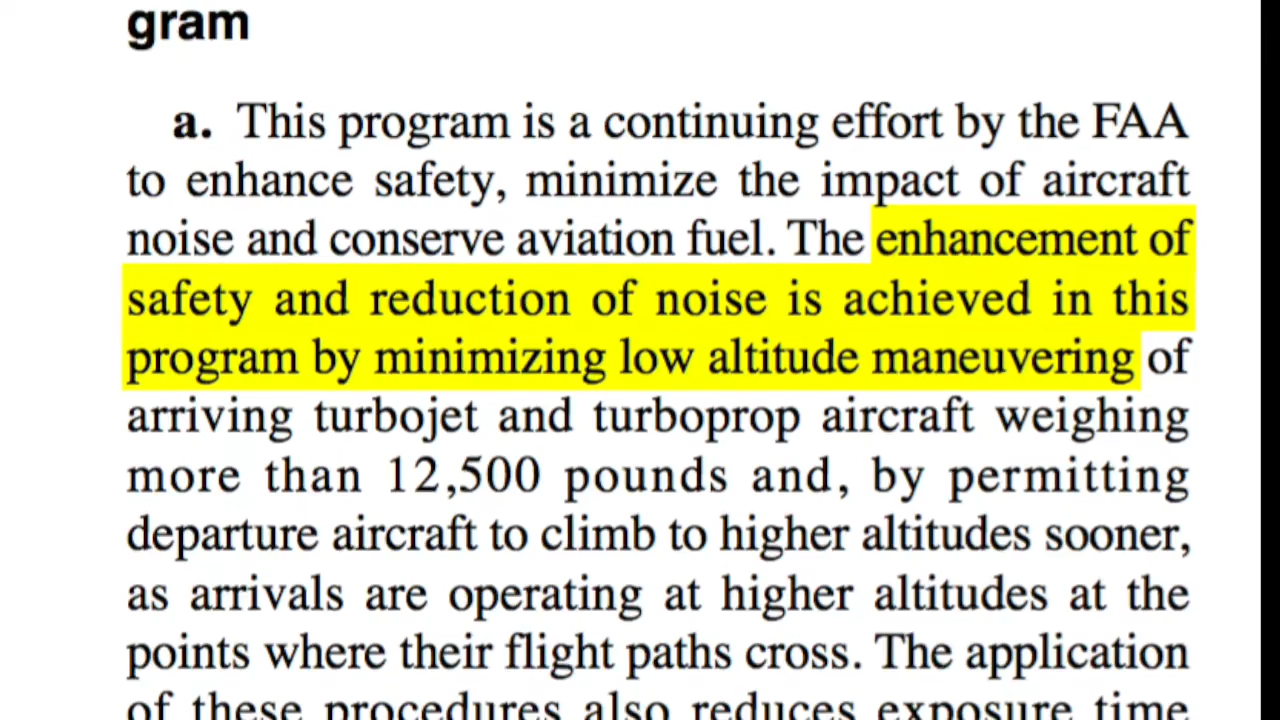 gram
a. This program is a continuing effort by the FAA
to enhance safety, minimize the impact of aircraft
noise and conserve aviation fuel. The enhancement of
safety and reduction of noise is achieved in this
program by minimizing low altitude maneuvering of
arriving turbojet and turboprop aircraft weighing
more than 12,500 pounds and, by permitting
departure aircraft to climb to higher altitudes sooner,
as arrivals are operating at higher altitudes at the
points where their flight paths cross. The application
of these procedures also reduces exposure time